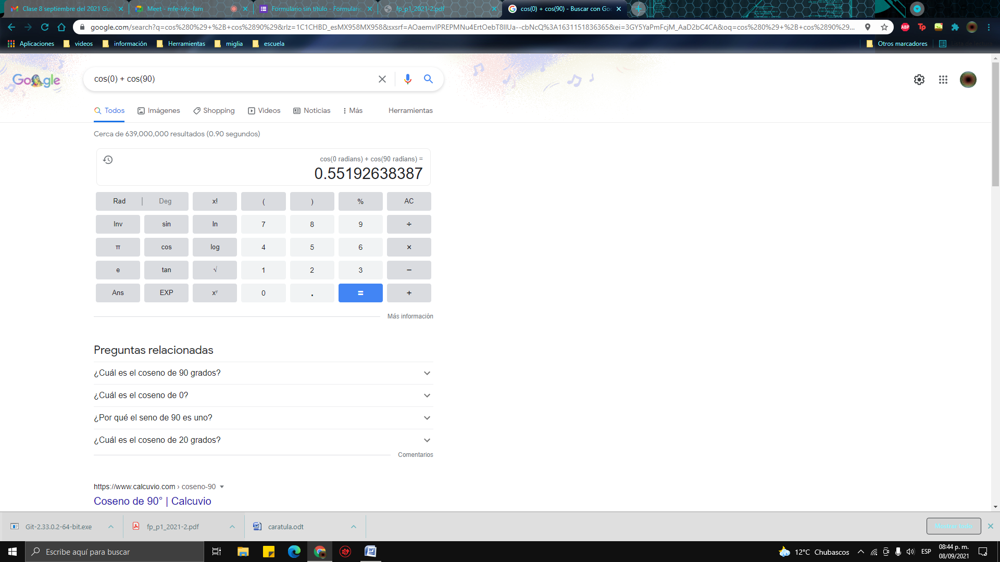 Clase 8 septiembre del 2021 Gui
Meet - mfe-ivtc-fam
Formulario sin título - Formulario
fp_p1_2021-2.pdf
cos(0) + cos(90) - Buscar con Goo
google.com/search?q=cos%280%29+%2B+cos%2890%29&rlz=1C1CHBD_esMX958MX958&sxsrf=AOaemvIPREPMNu4ErtOebT8IlUa--cbNcQ%3A1631151836365&ei=3GY5YaPmFcjM_AaD2bC4CA&oq=cos%280%29+%2B+cos%2890%29...
ABP
Tp
Aplicaciones
videos
información
Herramientas
miglia
escuela
Otros marcadores
Google
cos(0) + cos(90)
Todos
Imágenes
Shopping
Videos
Noticias
Más
Herramientas
Cerca de 639,000,000 resultados (0.90 segundos)
cos(0 radians) + cos(90 radians) =
0.55192638387
Rad | Deg x! ( ) % AC
Inv sin ln 7 8 9 ÷
π cos log 4 5 6 ×
e tan √ 1 2 3 −
Ans EXP xʸ 0 . = +
Más información
Preguntas relacionadas
¿Cuál es el coseno de 90 grados?
¿Cuál es el coseno de 0?
¿Por qué el seno de 90 es uno?
¿Cuál es el coseno de 20 grados?
Comentarios
https://www.calcuvio.com › coseno-90
Coseno de 90° | Calcuvio
Git-2.33.0.2-64-bit.exe
fp_p1_2021-2.pdf
caratula.odt
Mostrar todo
Escribe aquí para buscar
12°C Chubascos
ESP
08:44 p. m.
08/09/2021